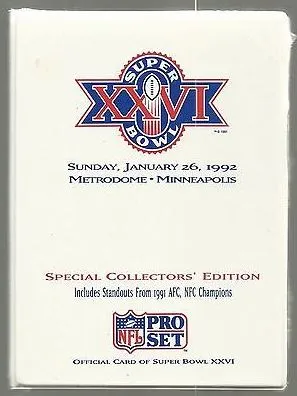 SUPER
XXVI
BOWL
SUNDAY, JANUARY 26, 1992
METRODOME • MINNEAPOLIS
SPECIAL COLLECTORS' EDITION
Includes Standouts From 1991 AFC, NFC Champions
NFL PRO
SET
OFFICIAL CARD OF SUPER BOWL XXVI